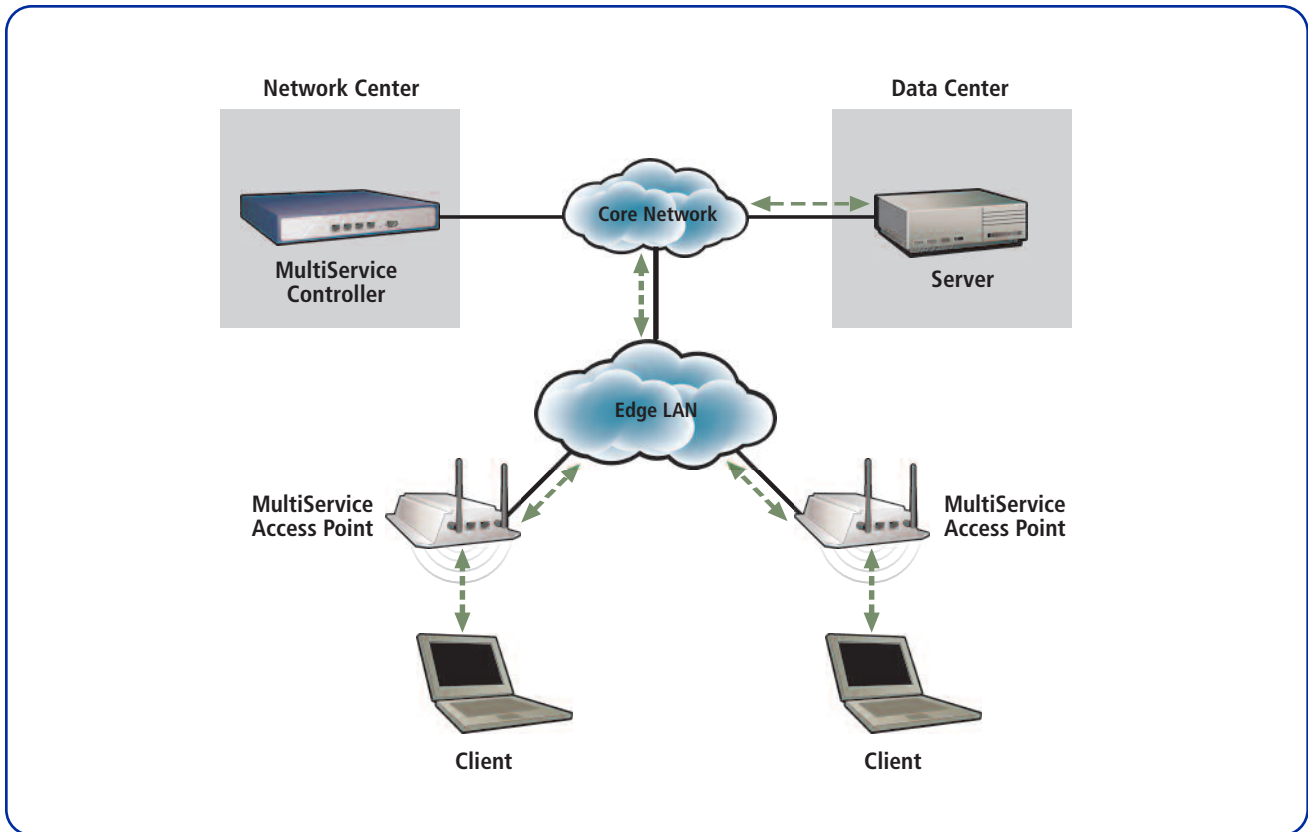 Network Center
Data Center
Core Network
MultiService
Controller
Server
Edge LAN
MultiService
Access Point
MultiService
Access Point
Client
Client